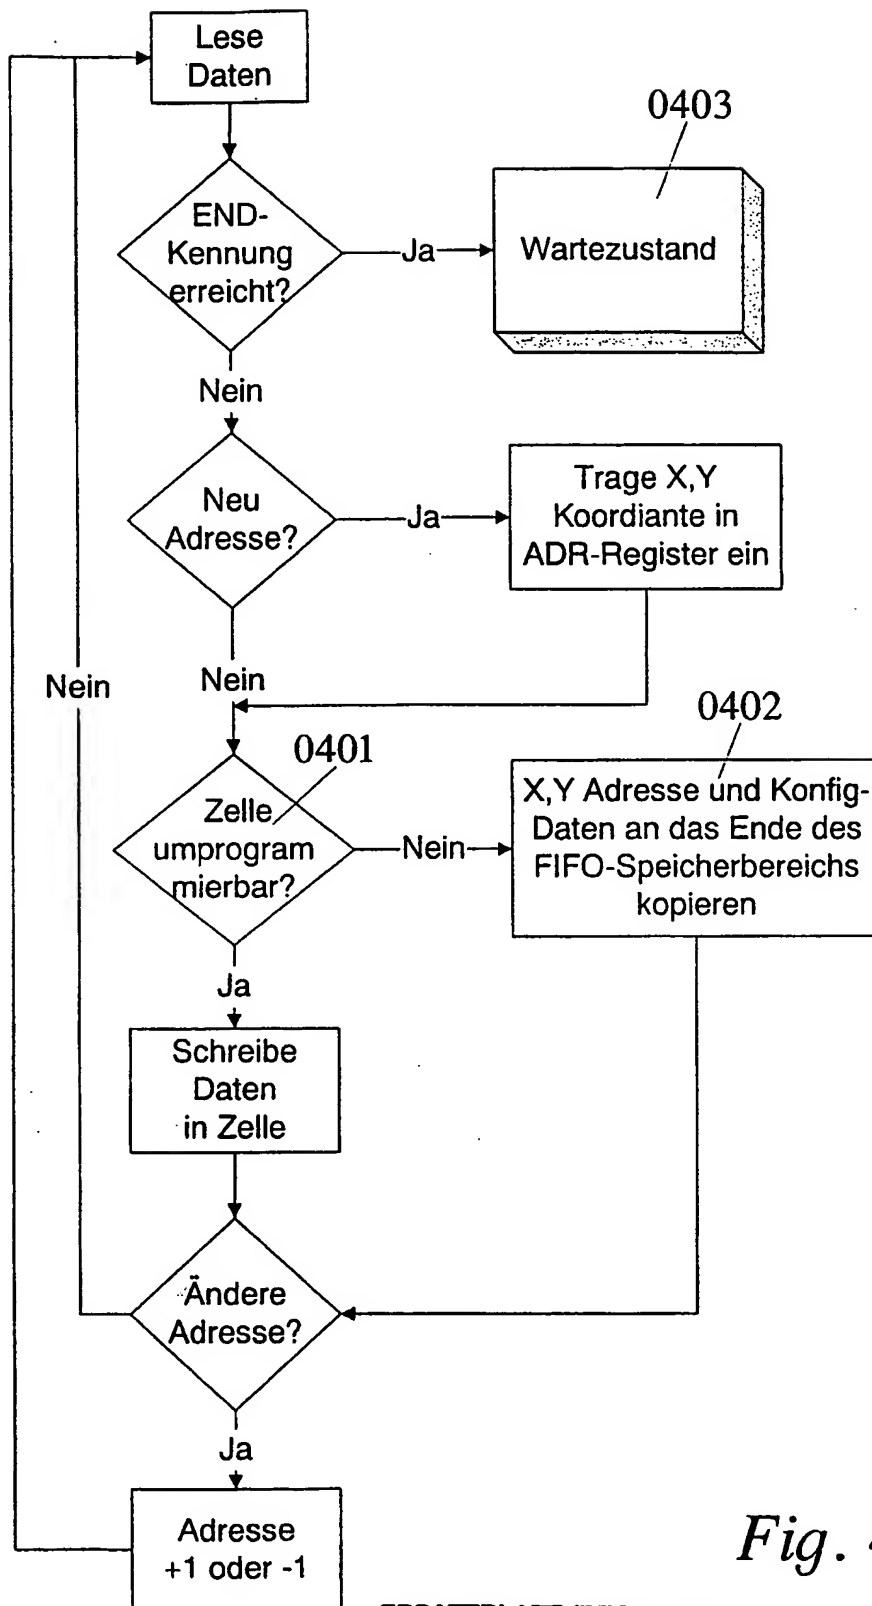 Lese
Daten
0403
END-
Kennung
erreicht?
Ja
Wartezustand
Nein
Neu
Adresse?
Ja
Trage X,Y
Koordiante in
ADR-Register ein
Nein
Nein
0401
0402
Zelle
umprogram
mierbar?
Nein
X,Y Adresse und Konfig-
Daten an das Ende des
FIFO-Speicherbereichs
kopieren
Ja
Schreibe
Daten
in Zelle
Ändere
Adresse?
Ja
Adresse
+1 oder -1
Fig.